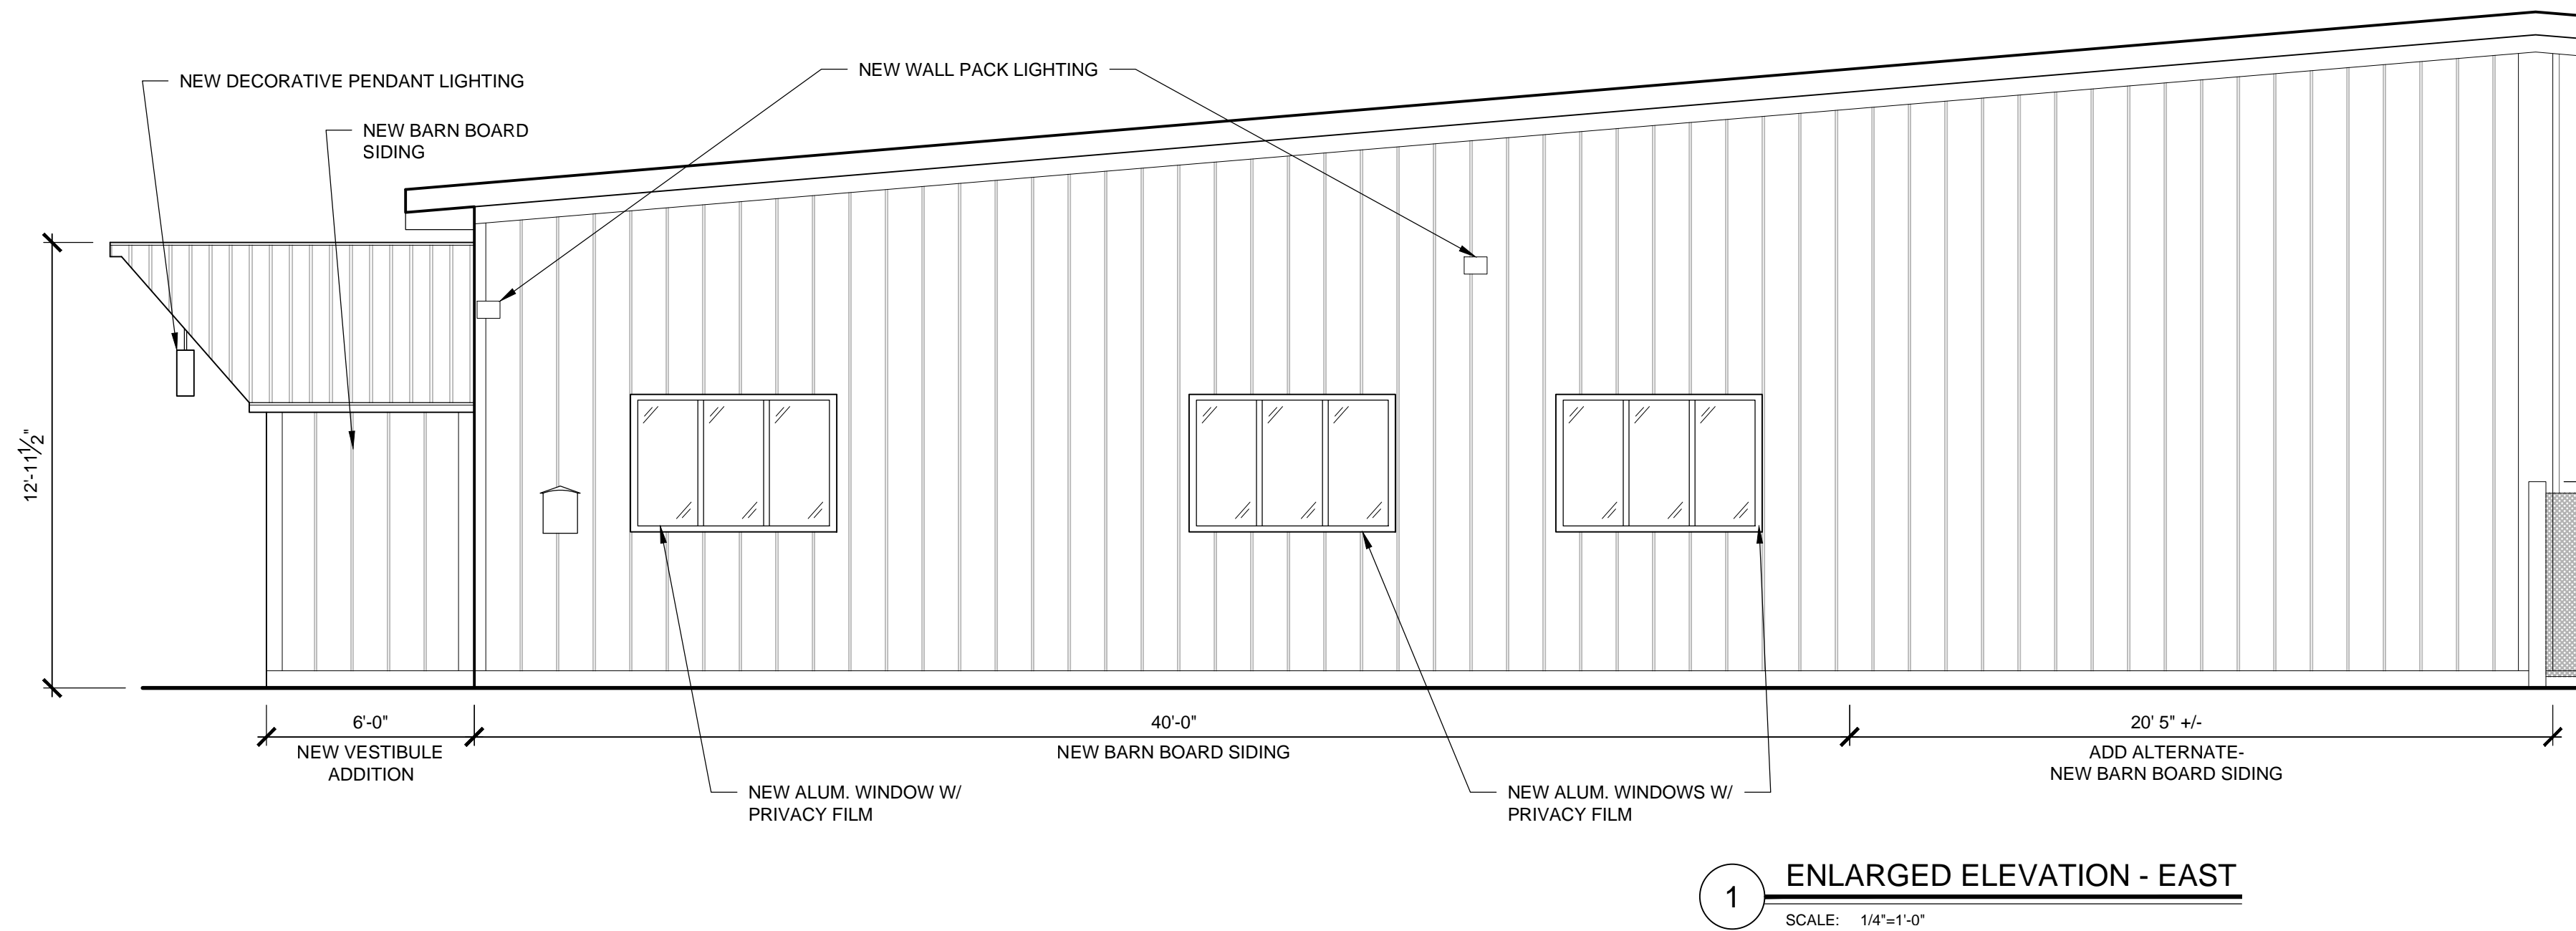 NEW DECORATIVE PENDANT LIGHTING
NEW WALL PACK LIGHTING
NEW BARN BOARD
SIDING
12'-11½"
6'-0"
NEW VESTIBULE
ADDITION
40'-0"
NEW BARN BOARD SIDING
20' 5" +/-
ADD ALTERNATE-
NEW BARN BOARD SIDING
NEW ALUM. WINDOW W/
PRIVACY FILM
NEW ALUM. WINDOWS W/
PRIVACY FILM
1
ENLARGED ELEVATION - EAST
SCALE: 1/4"=1'-0"